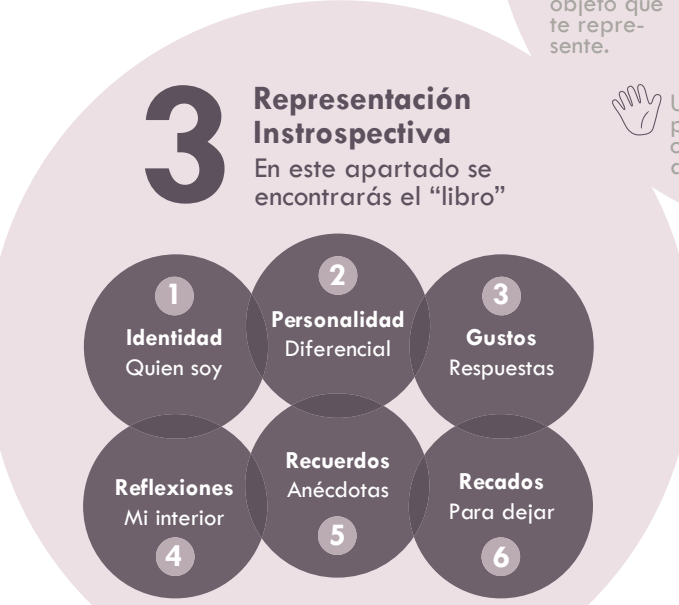 objeto que
te repre-
sente.
3
Representación
Instrospectiva
En este apartado se
encontrarás el “libro”
1
Identidad
Quien soy
2
Personalidad
Diferencial
3
Gustos
Respuestas
Reflexiones
Mi interior
4
Recuerdos
Anécdotas
5
Recados
Para dejar
6